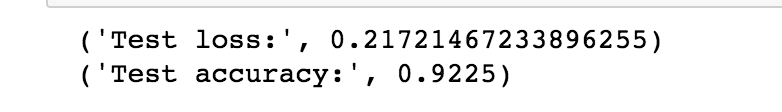 ('Test loss:', 0.21721467233896255)
('Test accuracy:', 0.9225)